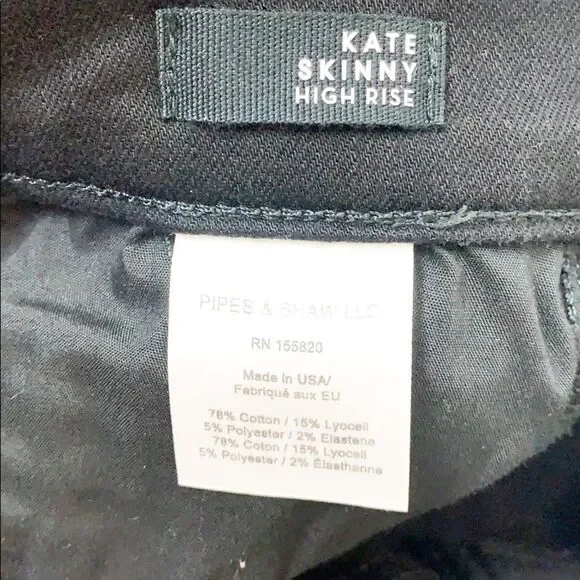 KATE
SKINNY
HIGH RISE
PIPES & SHAW LLC
RN 155820
Made in USA/
Fabriqué aux EU
78% Cotton / 15% Lyocell
5% Polyester / 2% Elastane
78% Coton / 15% Lyocell
5% Polyester / 2% Élasthanne